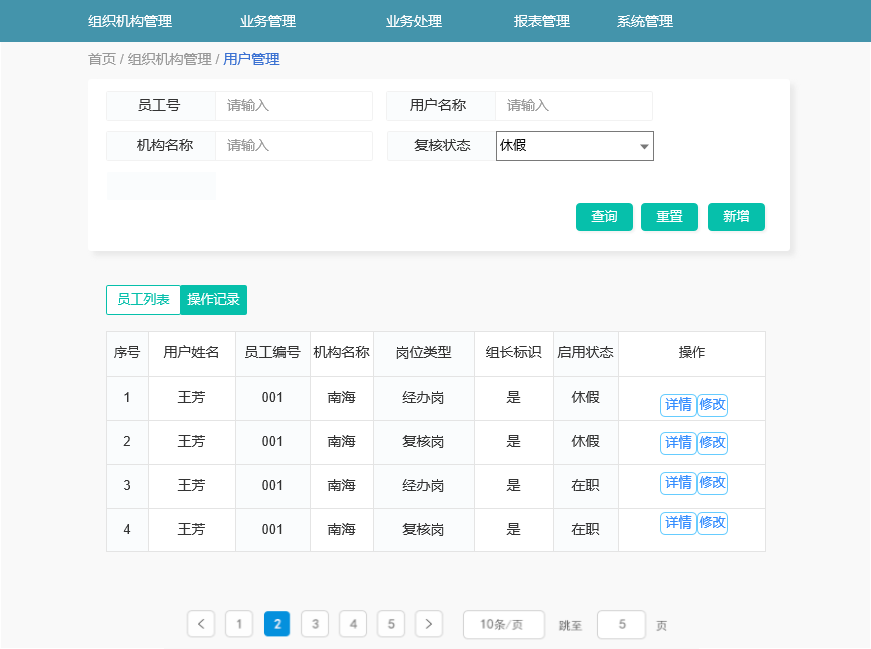 组织机构管理 业务管理 业务处理 报表管理 系统管理
首页 / 组织机构管理 / 用户管理
员工号 请输入 用户名称 请输入
机构名称 请输入 复核状态 休假
查询 重置 新增
员工列表 操作记录
序号 用户姓名 员工编号 机构名称 岗位类型 组长标识 启用状态 操作
1 王芳 001 南海 经办岗 是 休假 详情 修改
2 王芳 001 南海 复核岗 是 休假 详情 修改
3 王芳 001 南海 经办岗 是 在职 详情 修改
4 王芳 001 南海 复核岗 是 在职 详情 修改
< 1 2 3 4 5 > 10条/页 跳至 5 页